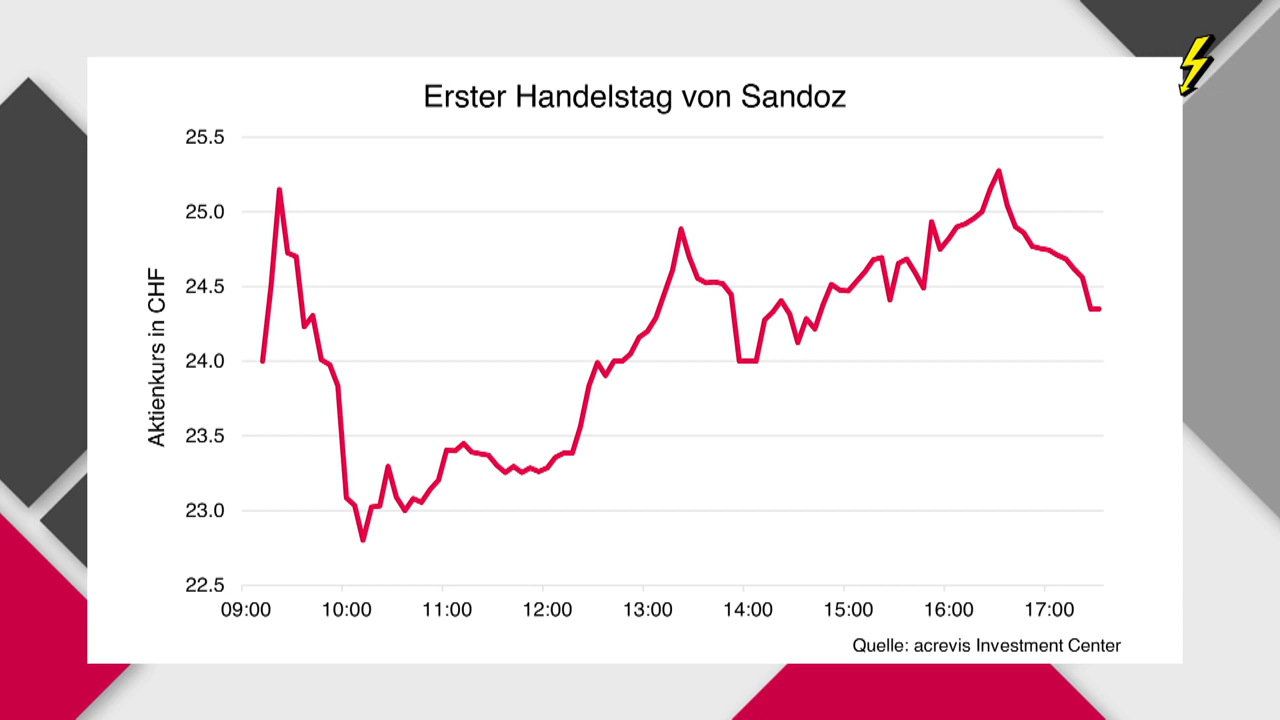 Erster Handelstag von Sandoz
Aktienkurs in CHF
25.5
25.0
24.5
24.0
23.5
23.0
22.5
09:00 10:00 11:00 12:00 13:00 14:00 15:00 16:00 17:00
Quelle: acrevis Investment Center